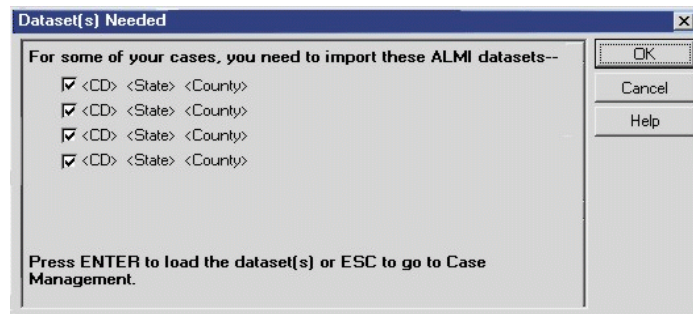 Dataset(s) Needed
For some of your cases, you need to import these ALMI datasets--
<CD> <State> <County>
<CD> <State> <County>
<CD> <State> <County>
<CD> <State> <County>
Press ENTER to load the dataset(s) or ESC to go to Case
Management.
OK
Cancel
Help